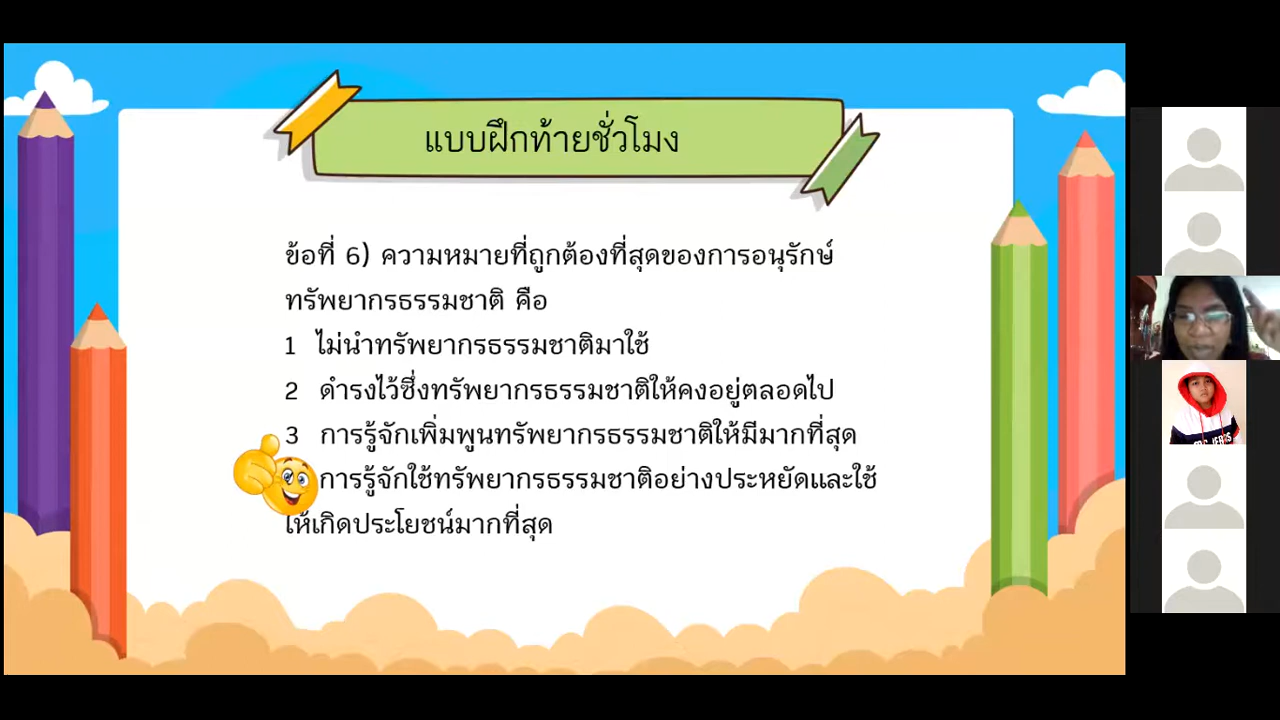 แบบฝึกท้ายชั่วโมง
ข้อที่ 6) ความหมายที่ถูกต้องที่สุดของการอนุรักษ์
ทรัพยากรธรรมชาติ คือ
1 ไม่นำทรัพยากรธรรมชาติมาใช้
2 ดำรงไว้ซึ่งทรัพยากรธรรมชาติให้คงอยู่ตลอดไป
3 การรู้จักเพิ่มพูนทรัพยากรธรรมชาติให้มีมากที่สุด
การรู้จักใช้ทรัพยากรธรรมชาติอย่างประหยัดและใช้
ให้เกิดประโยชน์มากที่สุด